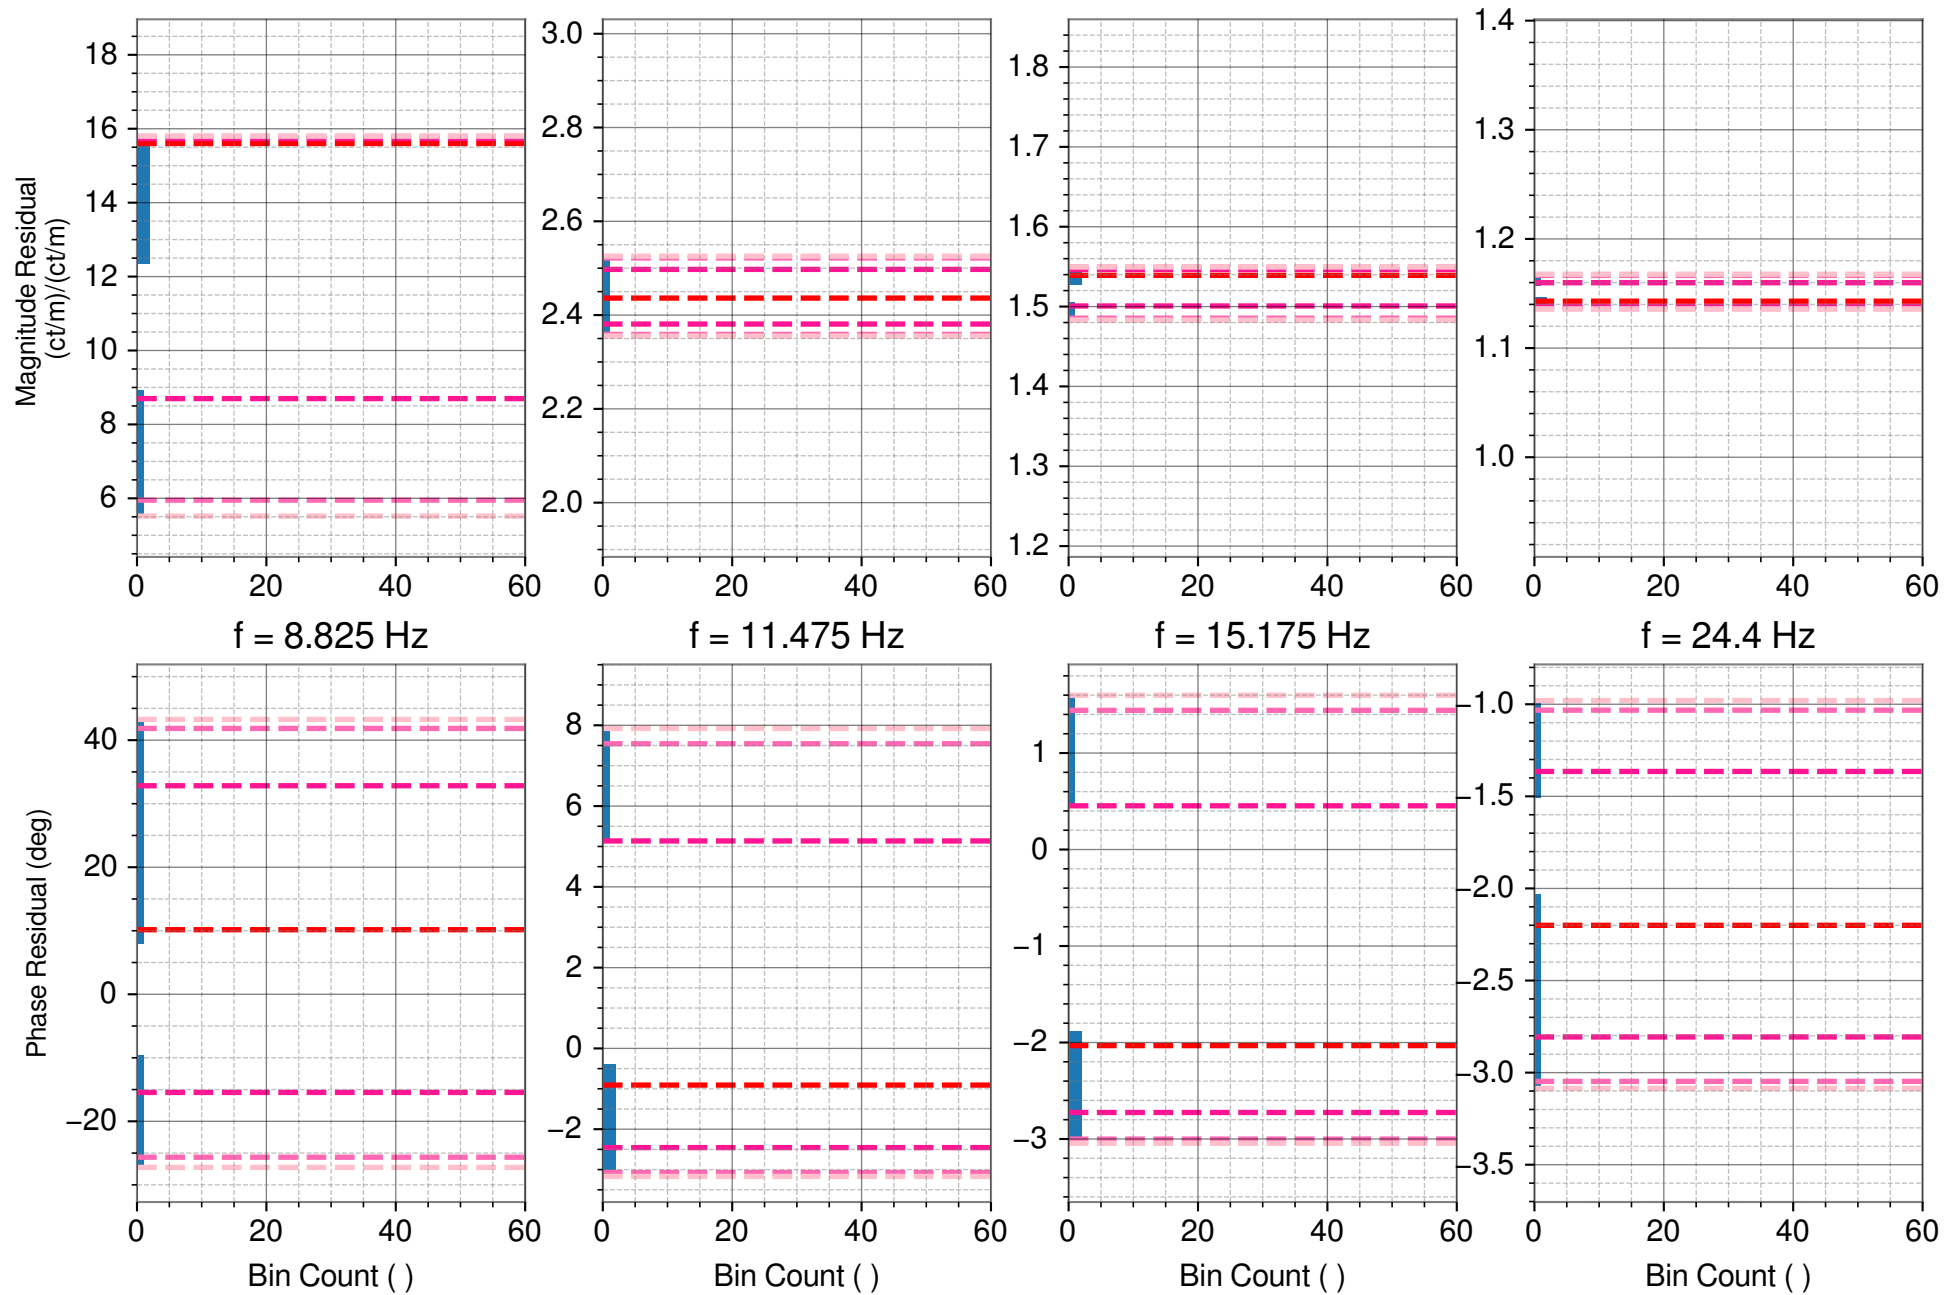 Magnitude Residual
(ct/m)/(ct/m)
18
16
14
12
10
8
6
0 20 40 60
3.0
2.8
2.6
2.4
2.2
2.0
0 20 40 60
1.8
1.7
1.6
1.5
1.4
1.3
1.2
0 20 40 60
1.4
1.3
1.2
1.1
1.0
0 20 40 60
f = 8.825 Hz
f = 11.475 Hz
f = 15.175 Hz
f = 24.4 Hz
Phase Residual (deg)
40
20
0
−20
0 20 40 60
Bin Count ( )
8
6
4
2
0
−2
0 20 40 60
Bin Count ( )
1
0
−1
−2
−3
0 20 40 60
Bin Count ( )
−1.0
−1.5
−2.0
−2.5
−3.0
−3.5
0 20 40 60
Bin Count ( )